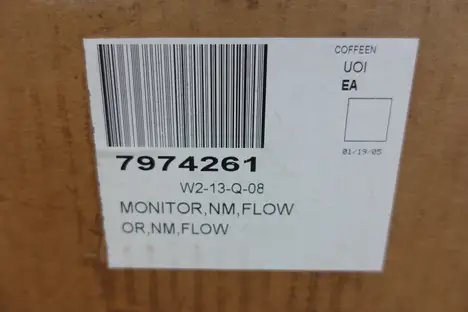 COFFEEN
UOI
EA
01/19/05
7974261
W2-13-Q-08
MONITOR,NM,FLOW
OR,NM,FLOW